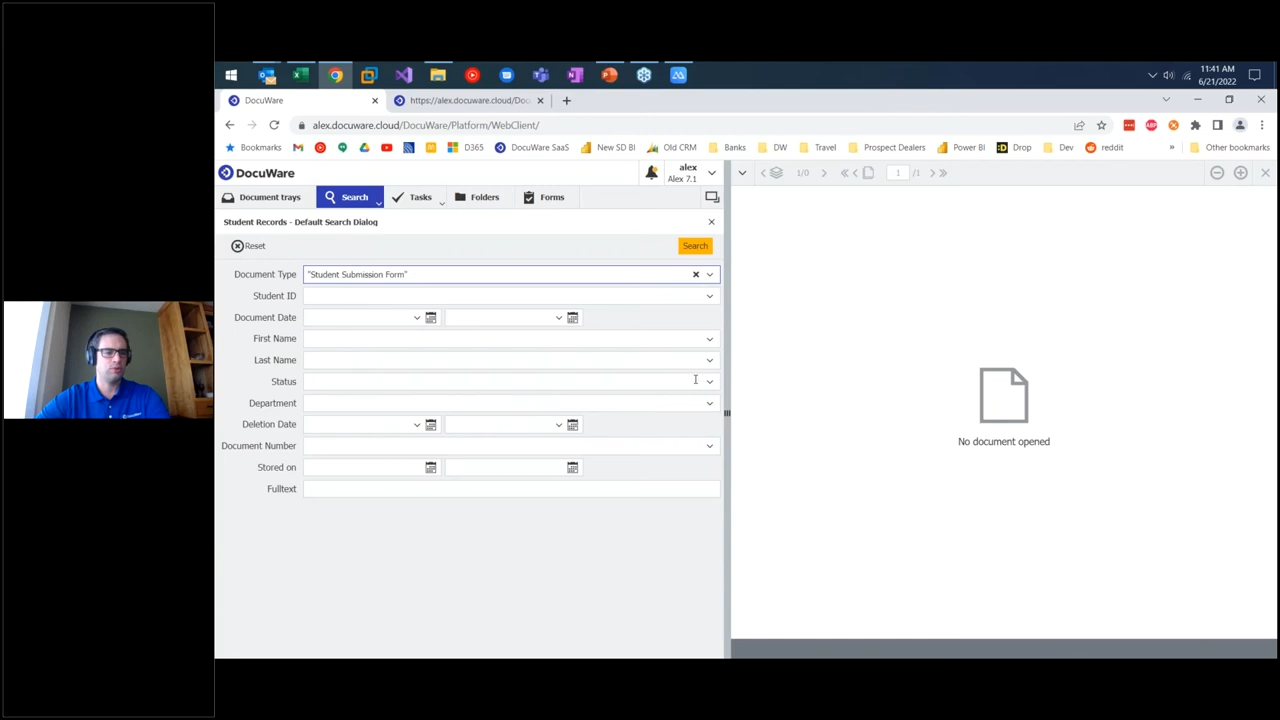 11:41 AM
6/21/2022
DocuWare
https://alex.docuware.cloud/Doc
alex.docuware.cloud/DocuWare/Platform/WebClient/
Bookmarks
D365
DocuWare SaaS
New SD BI
Old CRM
Banks
DW
Travel
Prospect Dealers
Power BI
Drop
Dev
reddit
»
Other bookmarks
DocuWare
alex
Alex 7.1
1/0
1 /1
Document trays
Search
Tasks
Folders
Forms
Student Records - Default Search Dialog
Reset
Search
Document Type "Student Submission Form"
Student ID
Document Date
First Name
Last Name
Status
Department
Deletion Date
Document Number
Stored on
Fulltext
No document opened